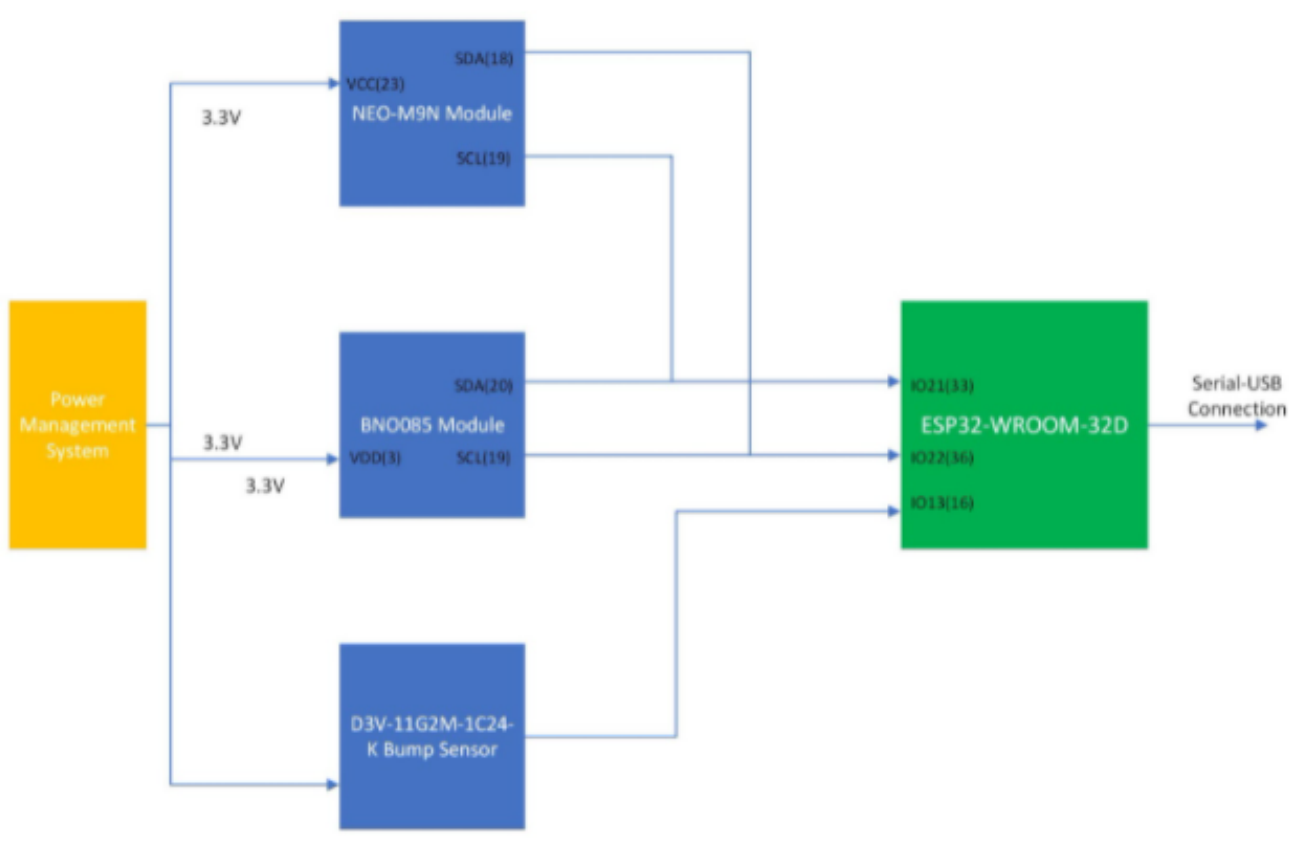 SDA(18)
VCC(23)
3.3V
NEO-M9N Module
SCL(19)
Power
Management
System
3.3V
3.3V
SDA(20)
BNO085 Module
VDD(3)
SCL(19)
IO21(33)
ESP32-WROOM-32D
IO22(36)
IO13(16)
Serial-USB
Connection
D3V-11G2M-1C24-
K Bump Sensor